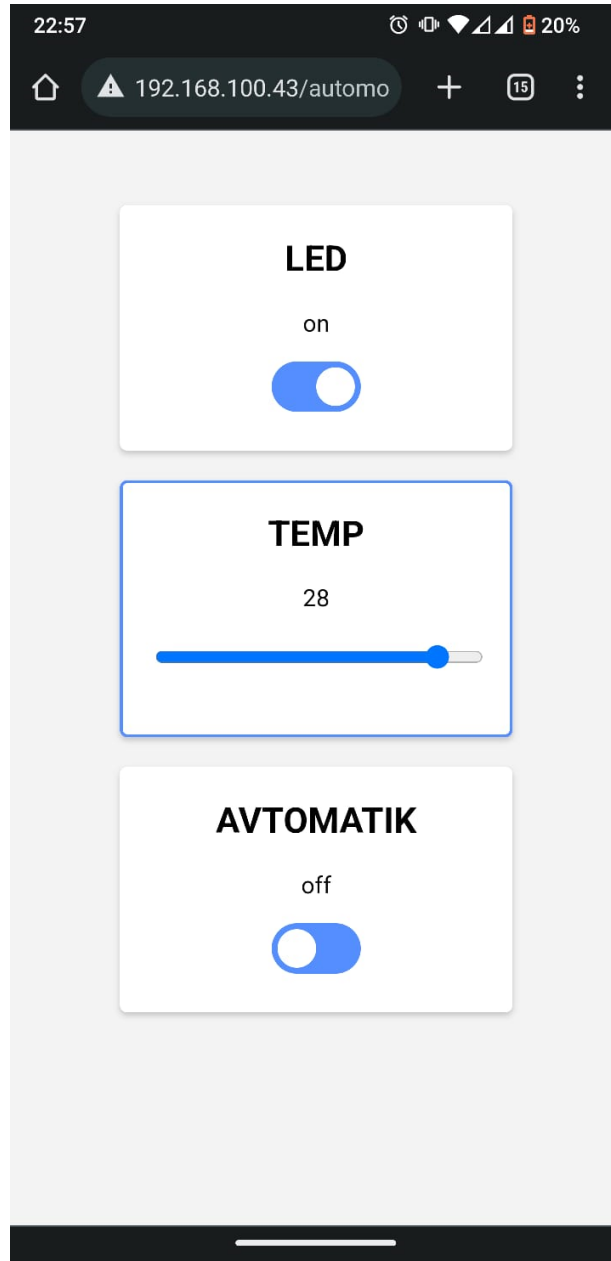 22:57
20%
192.168.100.43/automo
15
LED
on
TEMP
28
AVTOMATIK
off